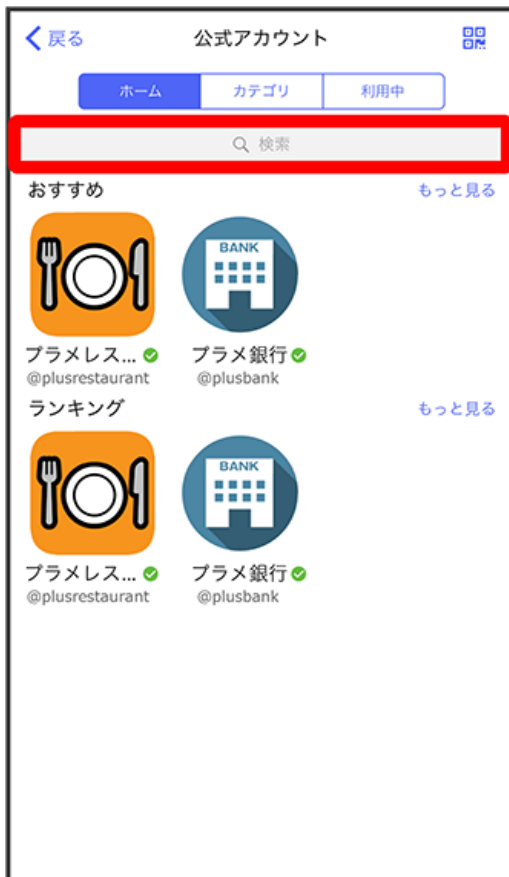 戻る 公式アカウント
ホーム カテゴリ 利用中
検索
おすすめ もっと見る
BANK
プラメレス... プラメ銀行
@plusrestaurant @plusbank
ランキング もっと見る
BANK
プラメレス... プラメ銀行
@plusrestaurant @plusbank